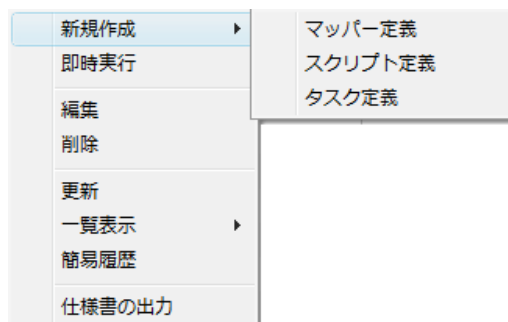 新規作成
即時実行
編集
削除
更新
一覧表示
簡易履歴
仕様書の出力
マッパー定義
スクリプト定義
タスク定義